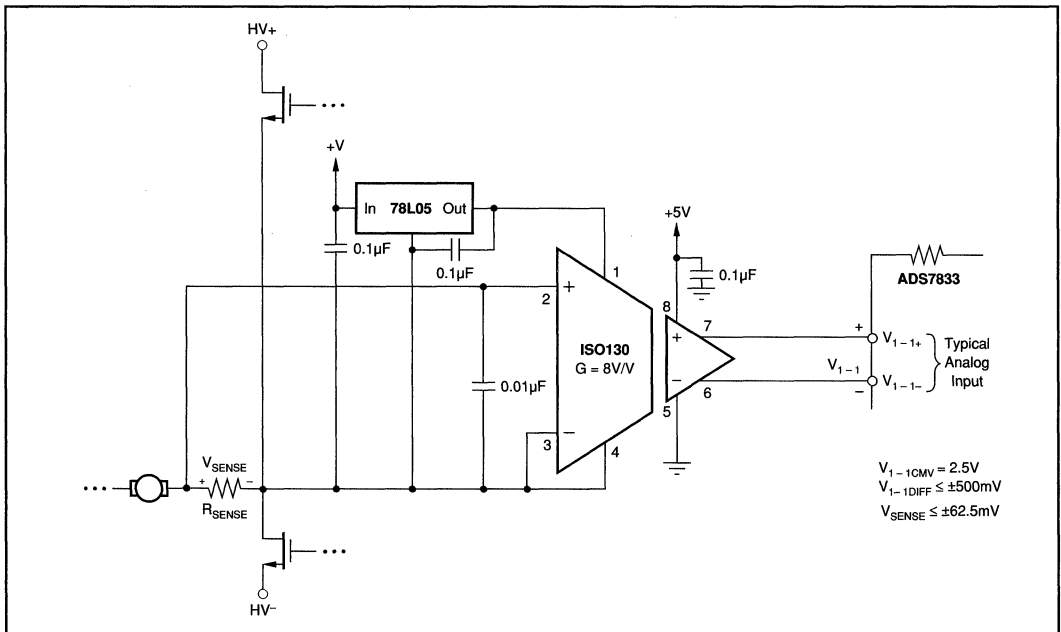 HV+
+V
In 78L05 Out
0.1µF
0.1µF
+5V
0.1µF
ADS7833
1
2
+
8
7
+
ISO130
G = 8V/V
+
V1–1+
V1–1
–
V1–1–
Typical
Analog
Input
0.01µF
–
5
6
–
3
4
VSENSE
+ –
RSENSE
V1–1CMV = 2.5V
V1–1DIFF ≤ ±500mV
VSENSE ≤ ±62.5mV
HV–